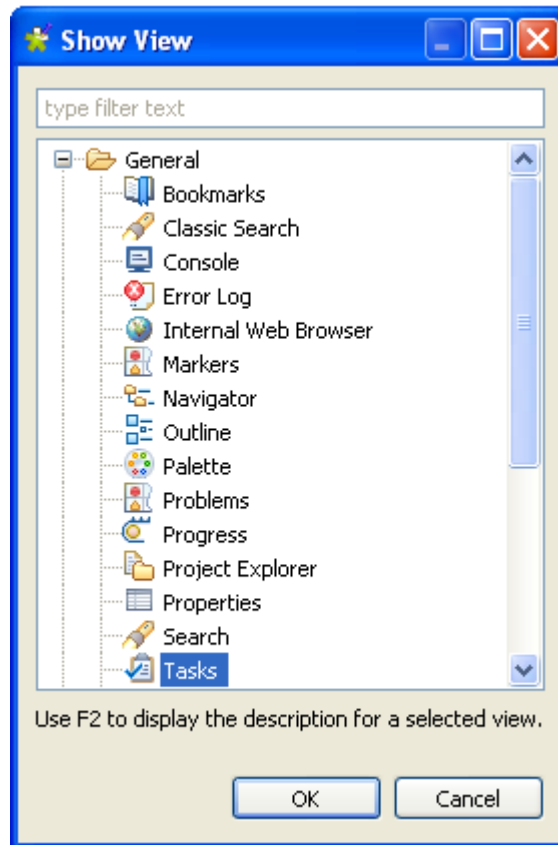 Show View
type filter text
General
Bookmarks
Classic Search
Console
Error Log
Internal Web Browser
Markers
Navigator
Outline
Palette
Problems
Progress
Project Explorer
Properties
Search
Tasks
Use F2 to display the description for a selected view.
OK Cancel